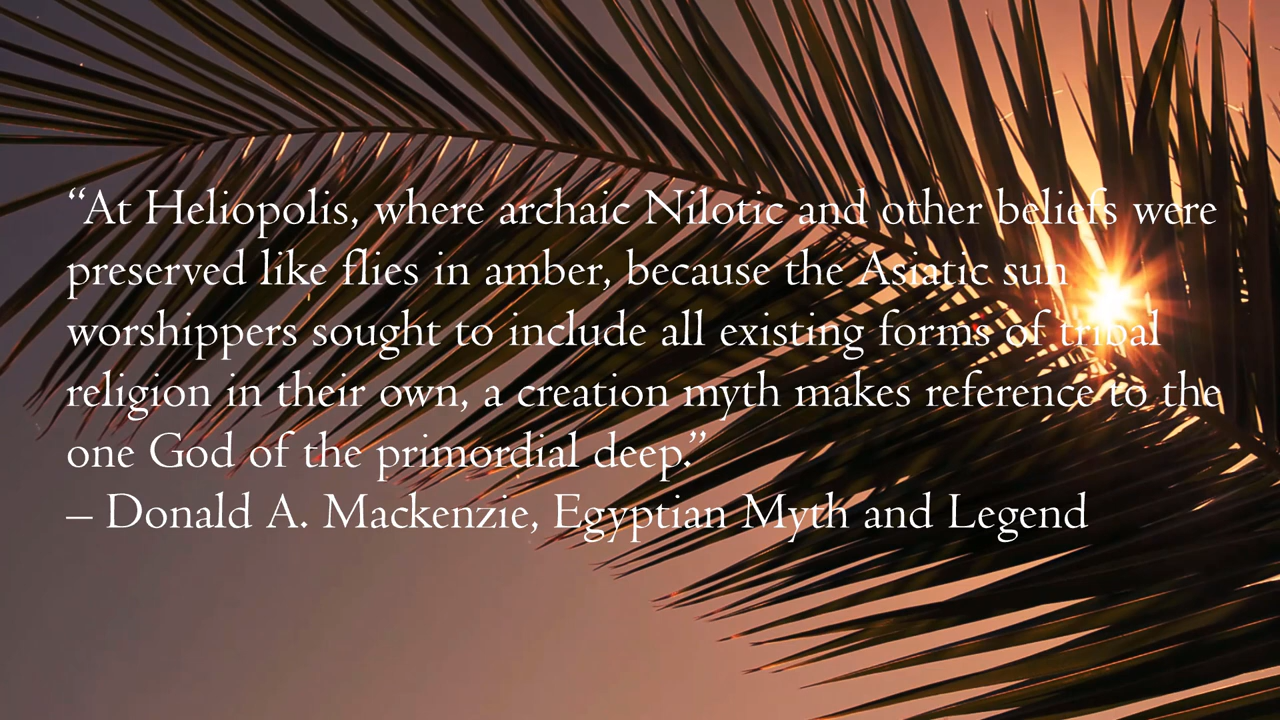 “At Heliopolis, where archaic Nilotic and other beliefs were
preserved like flies in amber, because the Asiatic sun
worshippers sought to include all existing forms of tribal
religion in their own, a creation myth makes reference to the
one God of the primordial deep.”
– Donald A. Mackenzie, Egyptian Myth and Legend